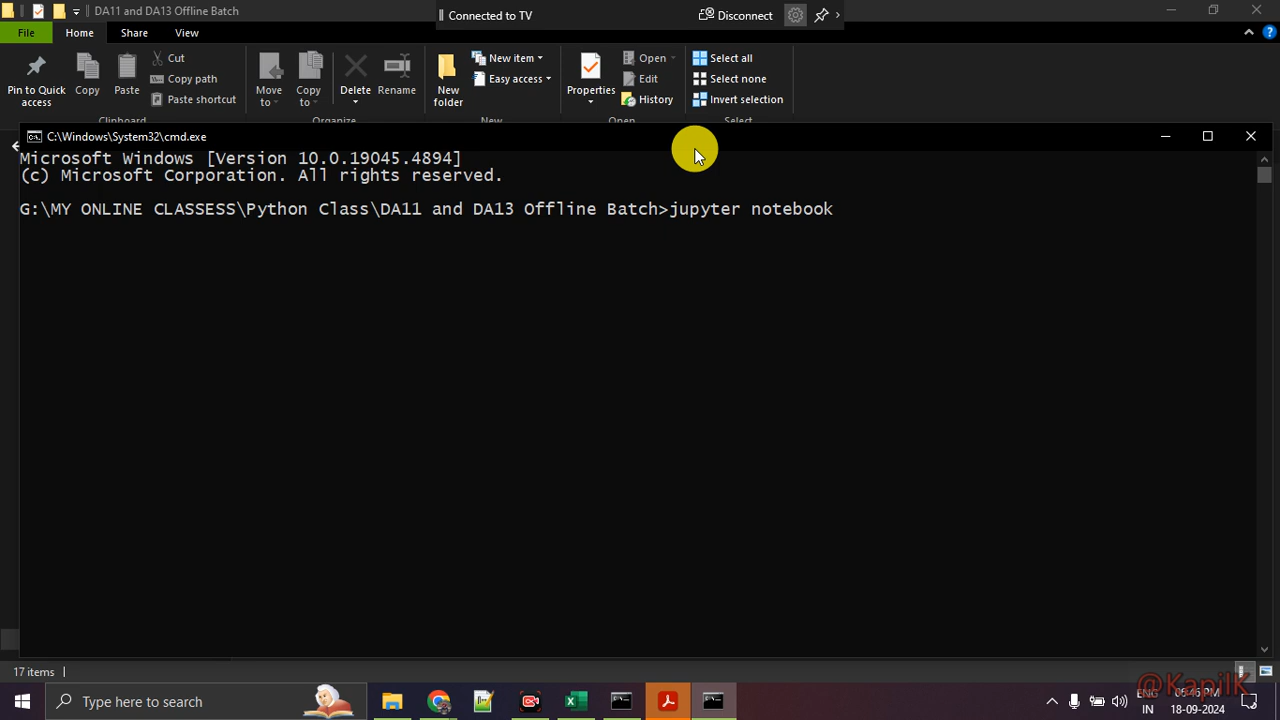 DA11 and DA13 Offline Batch
Connected to TV
Disconnect
File
Home
Share
View
Pin to Quick access
Copy
Paste
Cut
Copy path
Paste shortcut
Clipboard
Move to
Copy to
Delete
Rename
Organize
New folder
New item
Easy access
New
Properties
Open
Edit
History
Open
Select all
Select none
Invert selection
Select
C:\Windows\System32\cmd.exe
Microsoft Windows [Version 10.0.19045.4894]
(c) Microsoft Corporation. All rights reserved.
G:\MY ONLINE CLASSESS\Python Class\DA11 and DA13 Offline Batch>jupyter notebook
17 items
@KapilK
Type here to search
ENG
IN
18-09-2024